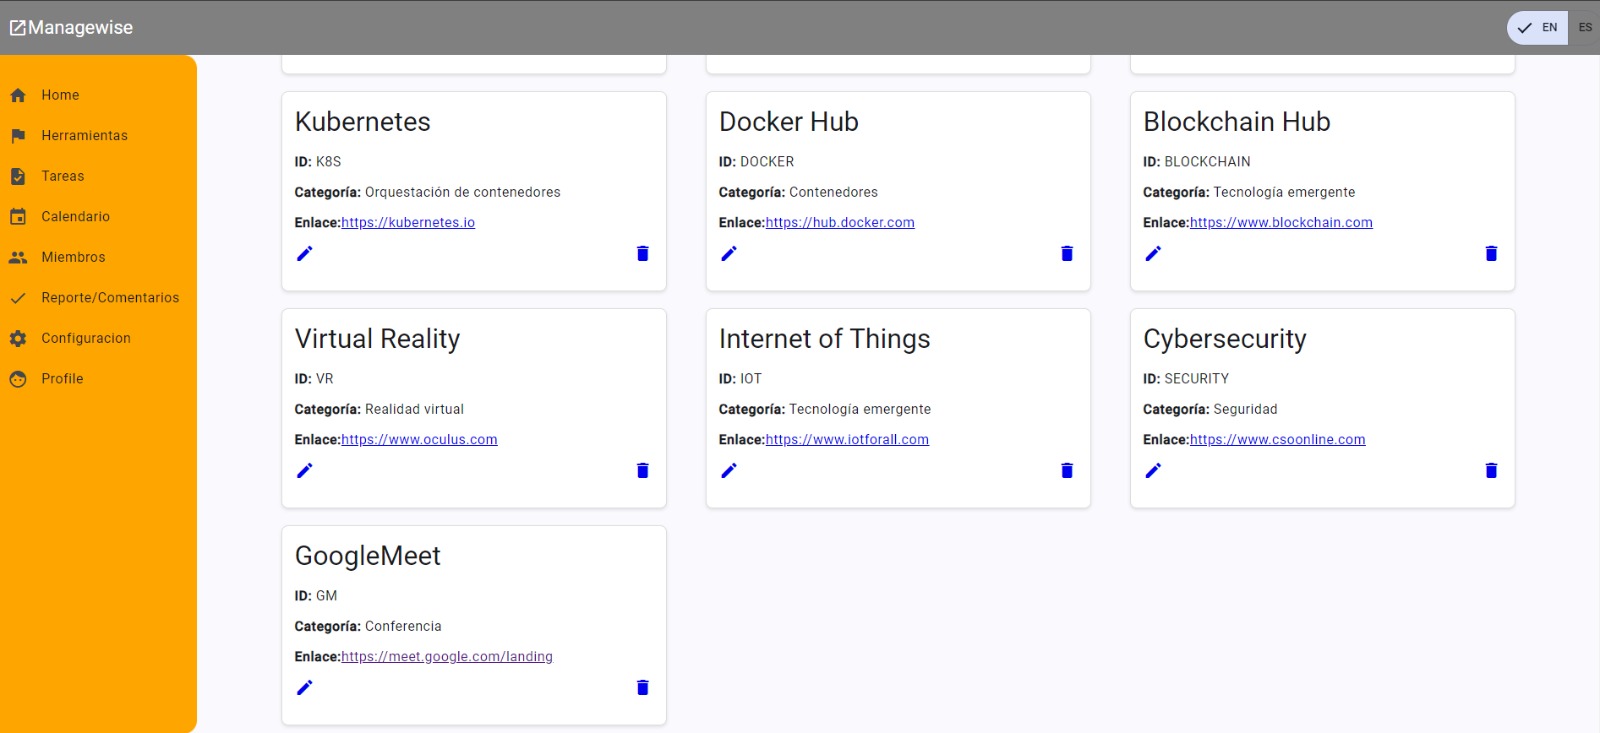 Managewise
EN
ES
Home
Herramientas
Tareas
Calendario
Miembros
Reporte/Comentarios
Configuracion
Profile
Kubernetes
ID: K8S
Categoría: Orquestación de contenedores
Enlace:https://kubernetes.io
Docker Hub
ID: DOCKER
Categoría: Contenedores
Enlace:https://hub.docker.com
Blockchain Hub
ID: BLOCKCHAIN
Categoría: Tecnología emergente
Enlace:https://www.blockchain.com
Virtual Reality
ID: VR
Categoría: Realidad virtual
Enlace:https://www.oculus.com
Internet of Things
ID: IOT
Categoría: Tecnología emergente
Enlace:https://www.iotforall.com
Cybersecurity
ID: SECURITY
Categoría: Seguridad
Enlace:https://www.csoonline.com
GoogleMeet
ID: GM
Categoría: Conferencia
Enlace:https://meet.google.com/landing